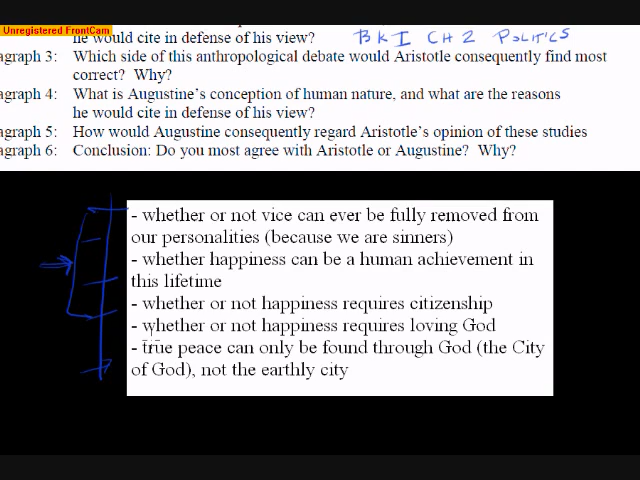 Unregistered FrontCam
he would cite in defense of his view? BK I CH 2 POLITICS
agraph 3: Which side of this anthropological debate would Aristotle consequently find most
correct? Why?
agraph 4: What is Augustine's conception of human nature, and what are the reasons
he would cite in defense of his view?
agraph 5: How would Augustine consequently regard Aristotle's opinion of these studies
agraph 6: Conclusion: Do you most agree with Aristotle or Augustine? Why?
- whether or not vice can ever be fully removed from
our personalities (because we are sinners)
- whether happiness can be a human achievement in
this lifetime
- whether or not happiness requires citizenship
- whether or not happiness requires loving God
- true peace can only be found through God (the City
of God), not the earthly city